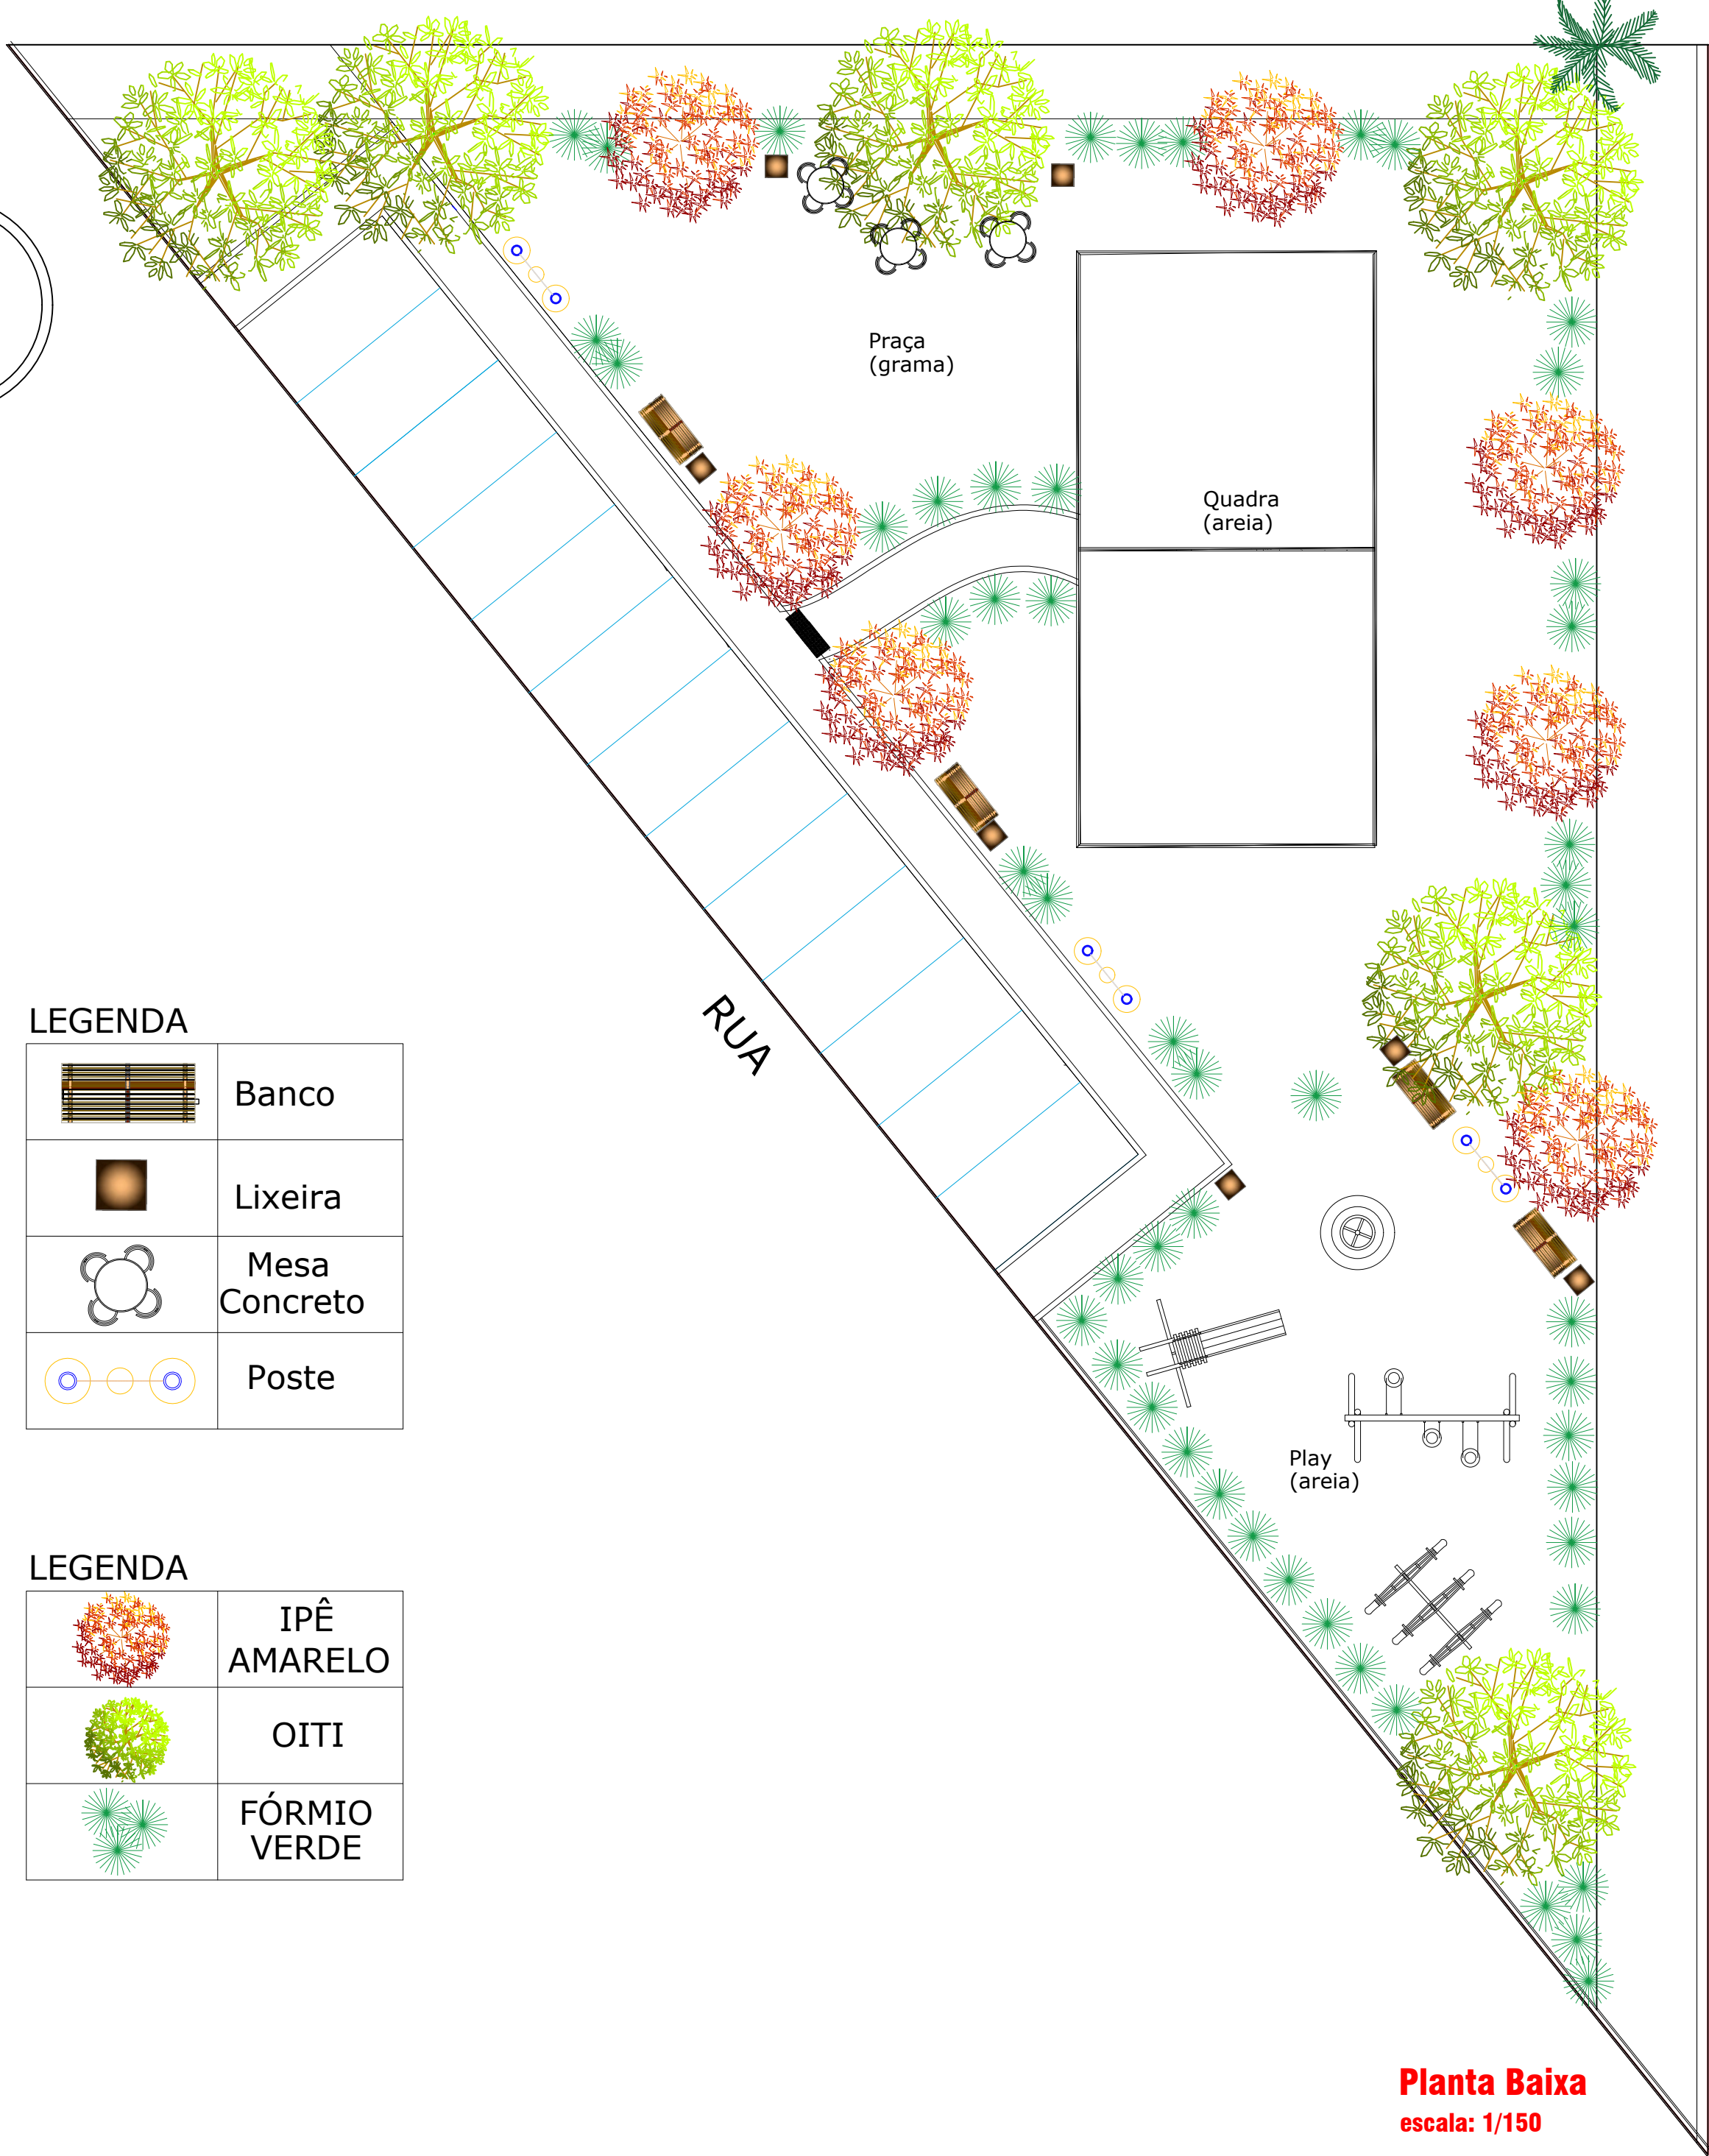 Praça
(grama)
Quadra
(areia)
RUA
LEGENDA
Banco
Lixeira
Mesa
Concreto
Poste
Play
(areia)
LEGENDA
IPÊ
AMARELO
OITI
FÓRMIO
VERDE
Planta Baixa
escala: 1/150